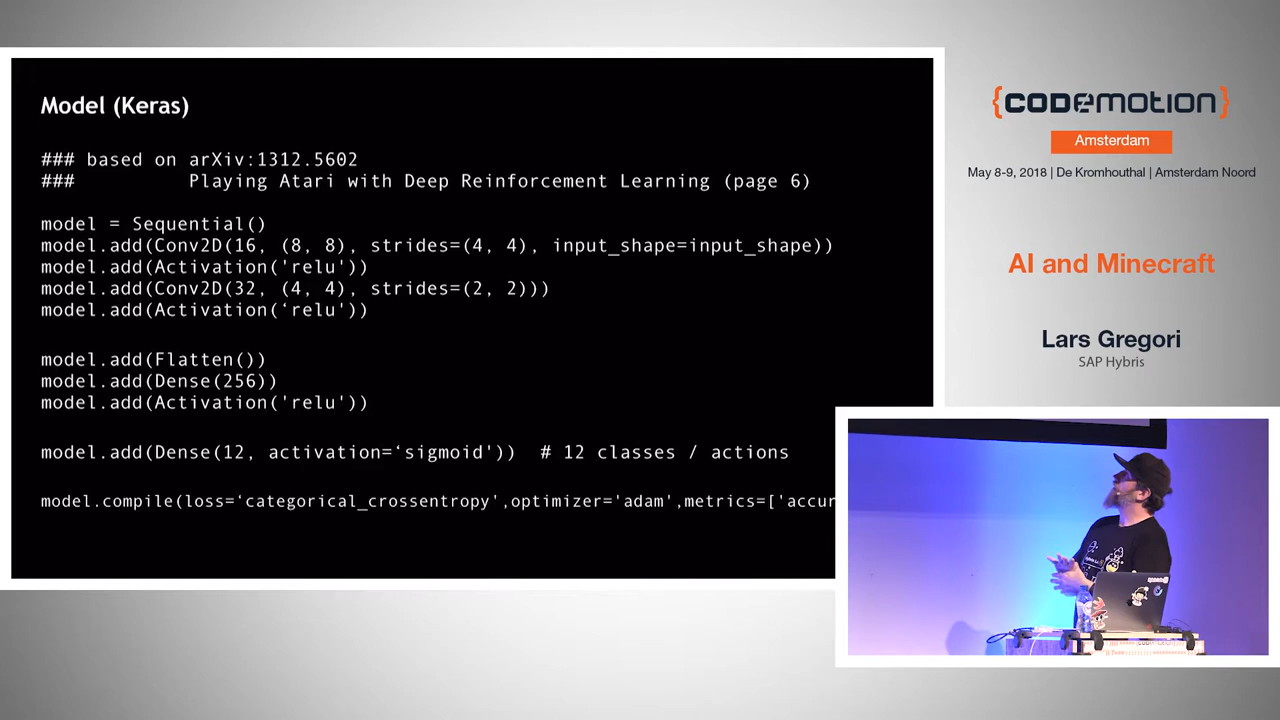 Model (Keras)
### based on arXiv:1312.5602
###          Playing Atari with Deep Reinforcement Learning (page 6)
model = Sequential()
model.add(Conv2D(16, (8, 8), strides=(4, 4), input_shape=input_shape))
model.add(Activation('relu'))
model.add(Conv2D(32, (4, 4), strides=(2, 2)))
model.add(Activation(‘relu'))
model.add(Flatten())
model.add(Dense(256))
model.add(Activation('relu'))
model.add(Dense(12, activation=‘sigmoid'))  # 12 classes / actions
model.compile(loss=‘categorical_crossentropy',optimizer='adam',metrics=['accur
{CODEMOTION}
Amsterdam
May 8-9, 2018 | De Kromhouthal | Amsterdam Noord
AI and Minecraft
Lars Gregori
SAP Hybris